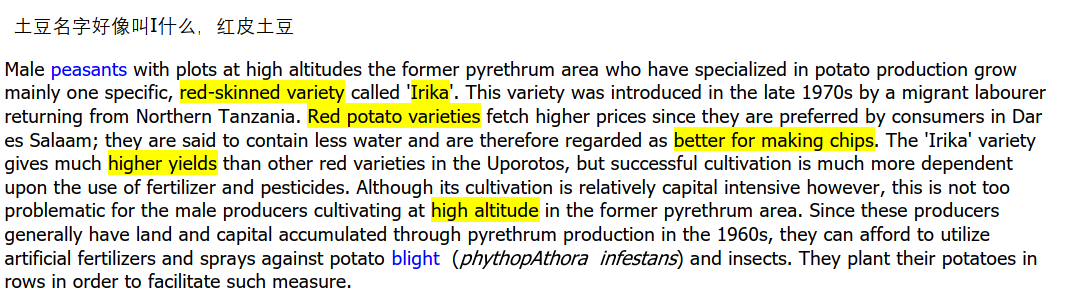 土豆名字好像叫I什么，红皮土豆
Male peasants with plots at high altitudes the former pyrethrum area who have specialized in potato production grow
mainly one specific, red-skinned variety called 'Irika'. This variety was introduced in the late 1970s by a migrant labourer
returning from Northern Tanzania. Red potato varieties fetch higher prices since they are preferred by consumers in Dar
es Salaam; they are said to contain less water and are therefore regarded as better for making chips. The 'Irika' variety
gives much higher yields than other red varieties in the Uporotos, but successful cultivation is much more dependent
upon the use of fertilizer and pesticides. Although its cultivation is relatively capital intensive however, this is not too
problematic for the male producers cultivating at high altitude in the former pyrethrum area. Since these producers
generally have land and capital accumulated through pyrethrum production in the 1960s, they can afford to utilize
artificial fertilizers and sprays against potato blight (phythopAthora infestans) and insects. They plant their potatoes in
rows in order to facilitate such measure.